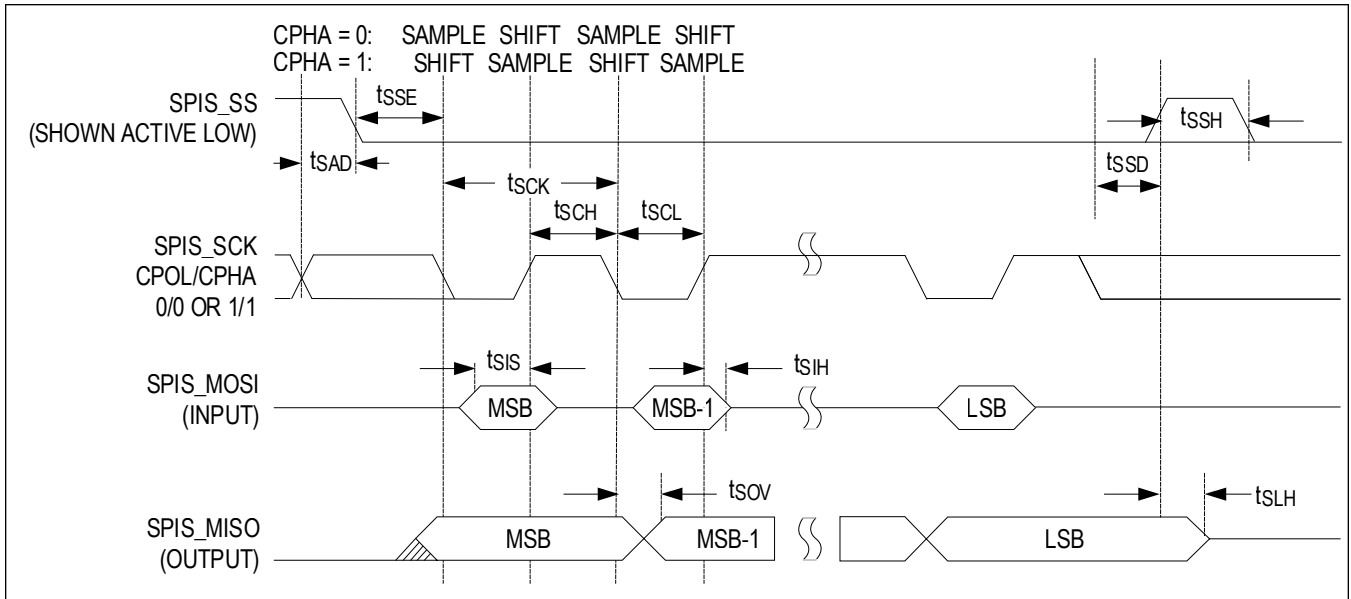 CPHA = 0: SAMPLE SHIFT SAMPLE SHIFT
CPHA = 1: SHIFT SAMPLE SHIFT SAMPLE
SPIS_SS
(SHOWN ACTIVE LOW)
tSSE
tSSH
tSAD
tSSD
tSCK
tSCH
tSCL
SPIS_SCK
CPOL/CPHA
0/0 OR 1/1
tSIS
tSIH
SPIS_MOSI
(INPUT)
MSB
MSB-1
LSB
tSOV
tSLH
SPIS_MISO
(OUTPUT)
MSB
MSB-1
LSB